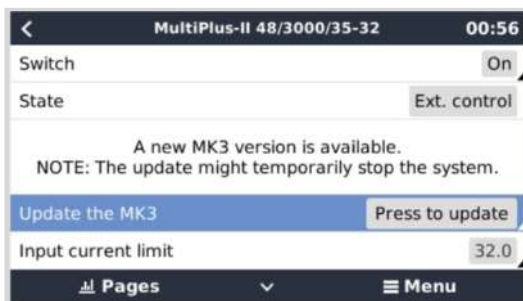 MultiPlus-II 48/3000/35-32 00:56
Switch On
State Ext. control
A new MK3 version is available.
NOTE: The update might temporarily stop the system.
Update the MK3 Press to update
Input current limit 32.0
Pages Menu